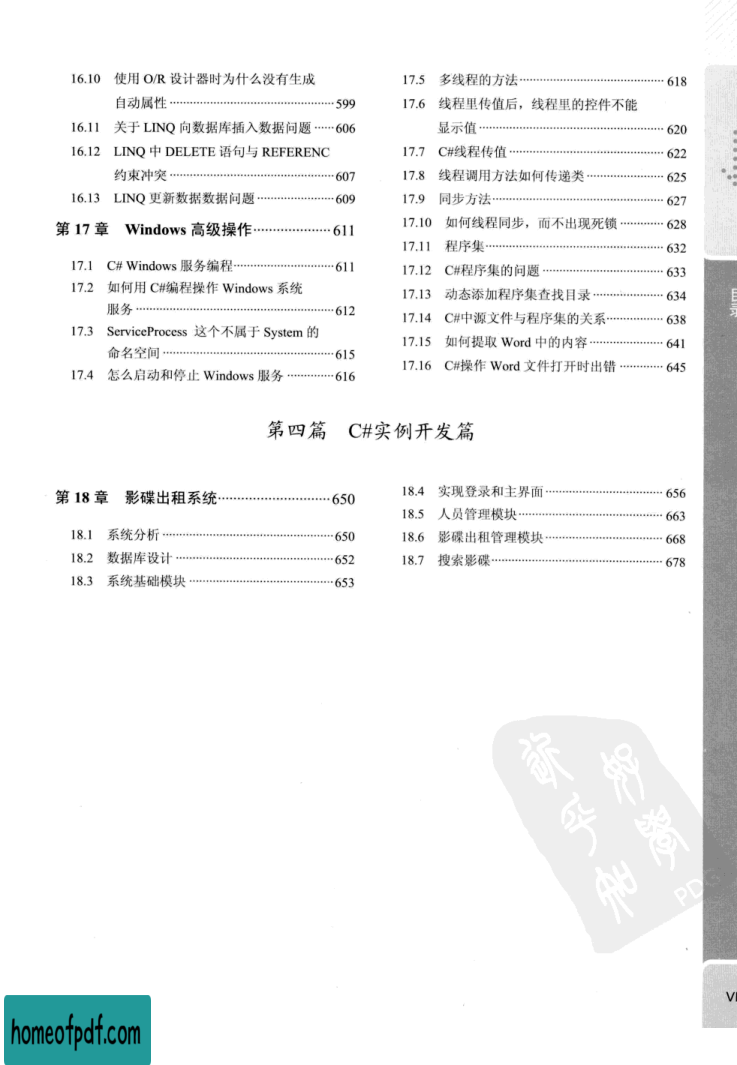 16.10 使用 O/R 设计器时为什么没有生成
自动属性……599
16.11 关于 LINQ 向数据库插入数据问题……606
16.12 LINQ 中 DELETE 语句与 REFERENC
约束冲突……607
16.13 LINQ 更新数据数据问题……609
第 17 章 Windows 高级操作……611
17.1 C# Windows 服务编程……611
17.2 如何用 C#编程操作 Windows 系统
服务……612
17.3 ServiceProcess 这个不属于 System 的
命名空间……615
17.4 怎么启动和停止 Windows 服务……616
17.5 多线程的方法……618
17.6 线程里传值后，线程里的控件不能
显示值……620
17.7 C#线程传值……622
17.8 线程调用方法如何传递类……625
17.9 同步方法……627
17.10 如何线程同步，而不出现死锁……628
17.11 程序集……632
17.12 C#程序集的问题……633
17.13 动态添加程序集查找目录……634
17.14 C#中源文件与程序集的关系……638
17.15 如何提取 Word 中的内容……641
17.16 C#操作 Word 文件打开时出错……645
第四篇 C#实例开发篇
第 18 章 影碟出租系统……650
18.1 系统分析……650
18.2 数据库设计……652
18.3 系统基础模块……653
18.4 实现登录和主界面……656
18.5 人员管理模块……663
18.6 影碟出租管理模块……668
18.7 搜索影碟……678
PDG
homeofpdf.com